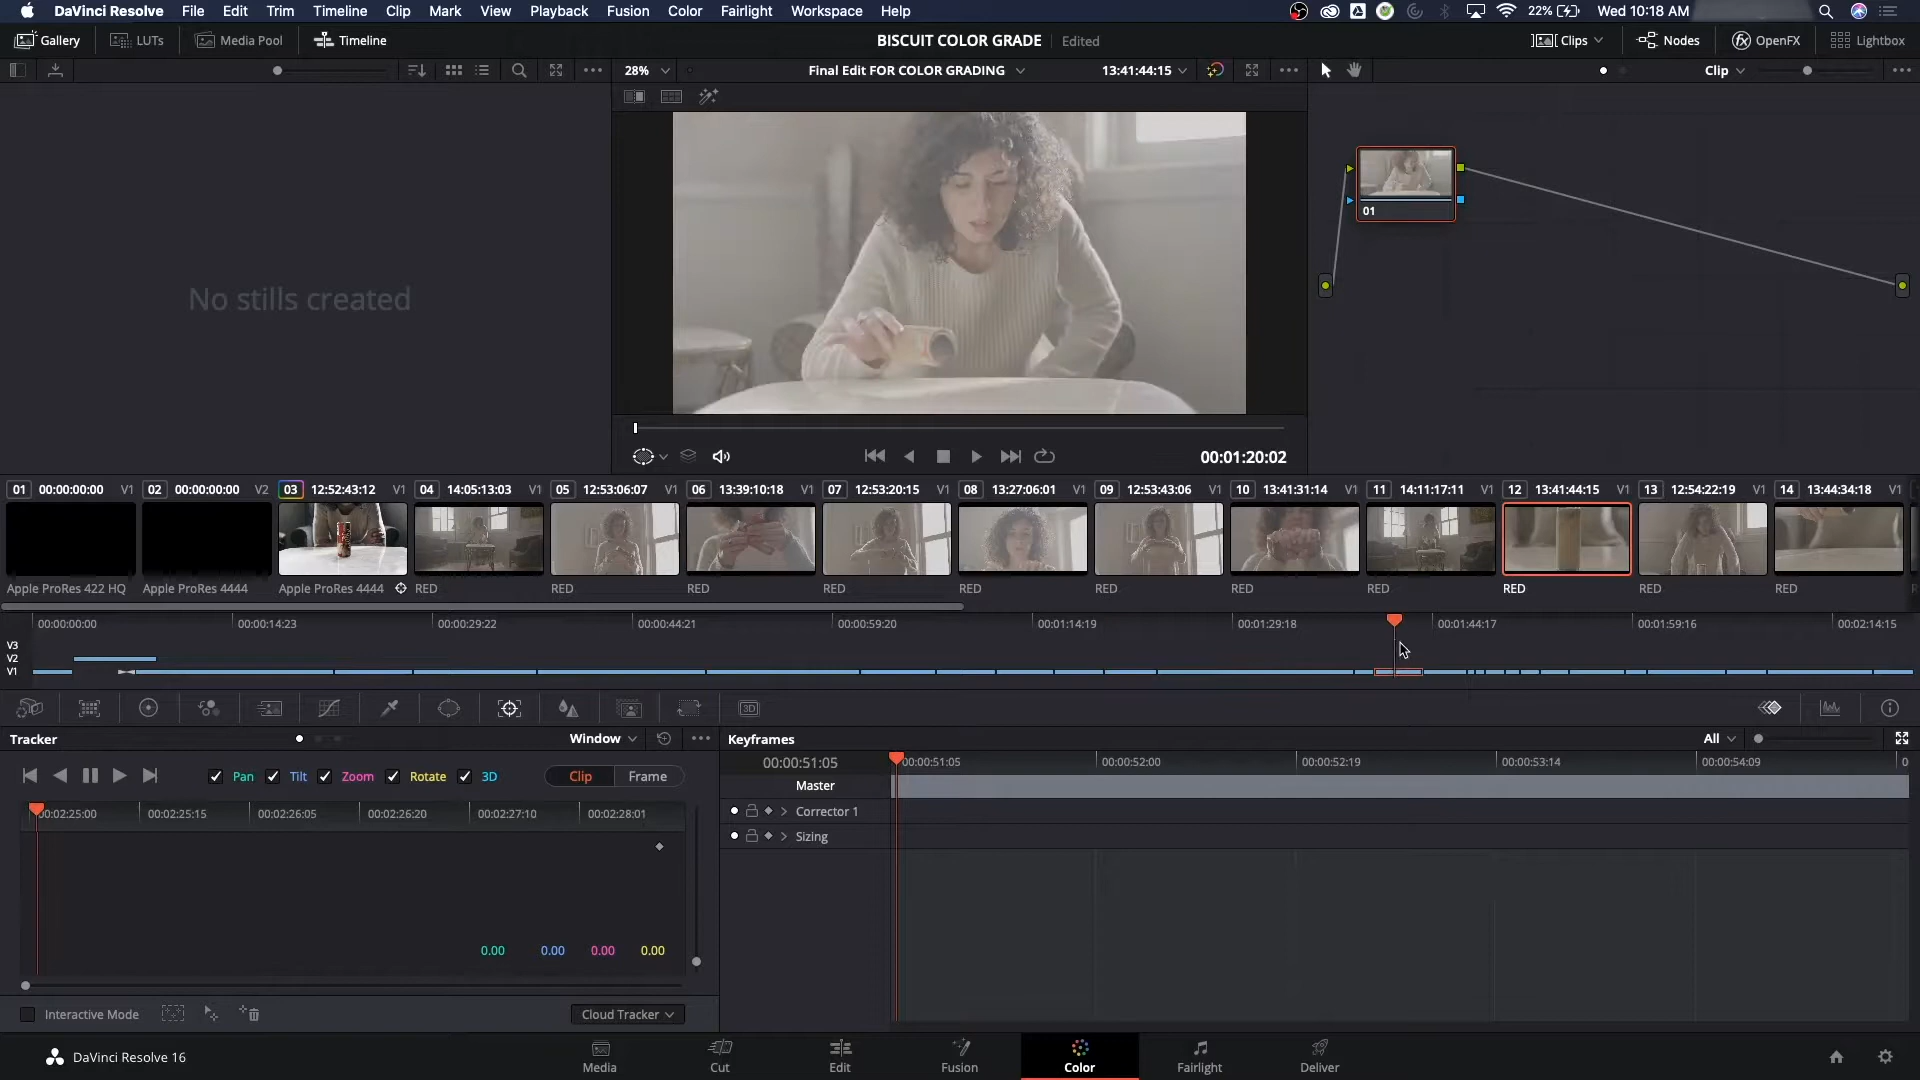 DaVinci Resolve File Edit Trim Timeline Clip Mark View Playback Fusion Color Fairlight Workspace Help 22% Wed 10:18 AM
Gallery LUTs Media Pool Timeline BISCUIT COLOR GRADE Edited Clips Nodes fx OpenFX Lightbox
28% Final Edit FOR COLOR GRADING 13:41:44:15 Clip
No stills created
01
00:01:20:02
01 00:00:00:00 V1 02 00:00:00:00 V2 03 12:52:43:12 V1 04 14:05:13:03 V1 05 12:53:06:07 V1 06 13:39:10:18 V1 07 12:53:20:15 V1 08 13:27:06:01 V1 09 12:53:43:06 V1 10 13:41:31:14 V1 11 14:11:17:11 V1 12 13:41:44:15 V1 13 12:54:22:19 V1 14 13:44:34:18 V1
Apple ProRes 422 HQ Apple ProRes 4444 Apple ProRes 4444 RED RED RED RED RED RED RED RED RED RED RED
00:00:00:00 00:00:14:23 00:00:29:22 00:00:44:21 00:00:59:20 00:01:14:19 00:01:29:18 00:01:44:17 00:01:59:16 00:02:14:15
V3
V2
V1
3D
Tracker Window Keyframes All
00:00:51:05 00:00:51:05 00:00:52:00 00:00:52:19 00:00:53:14 00:00:54:09
Pan Tilt Zoom Rotate 3D Clip Frame
Master
00:02:25:00 00:02:25:15 00:02:26:05 00:02:26:20 00:02:27:10 00:02:28:01
Corrector 1
Sizing
0.00 0.00 0.00 0.00
Interactive Mode Cloud Tracker
DaVinci Resolve 16 Media Cut Edit Fusion Color Fairlight Deliver